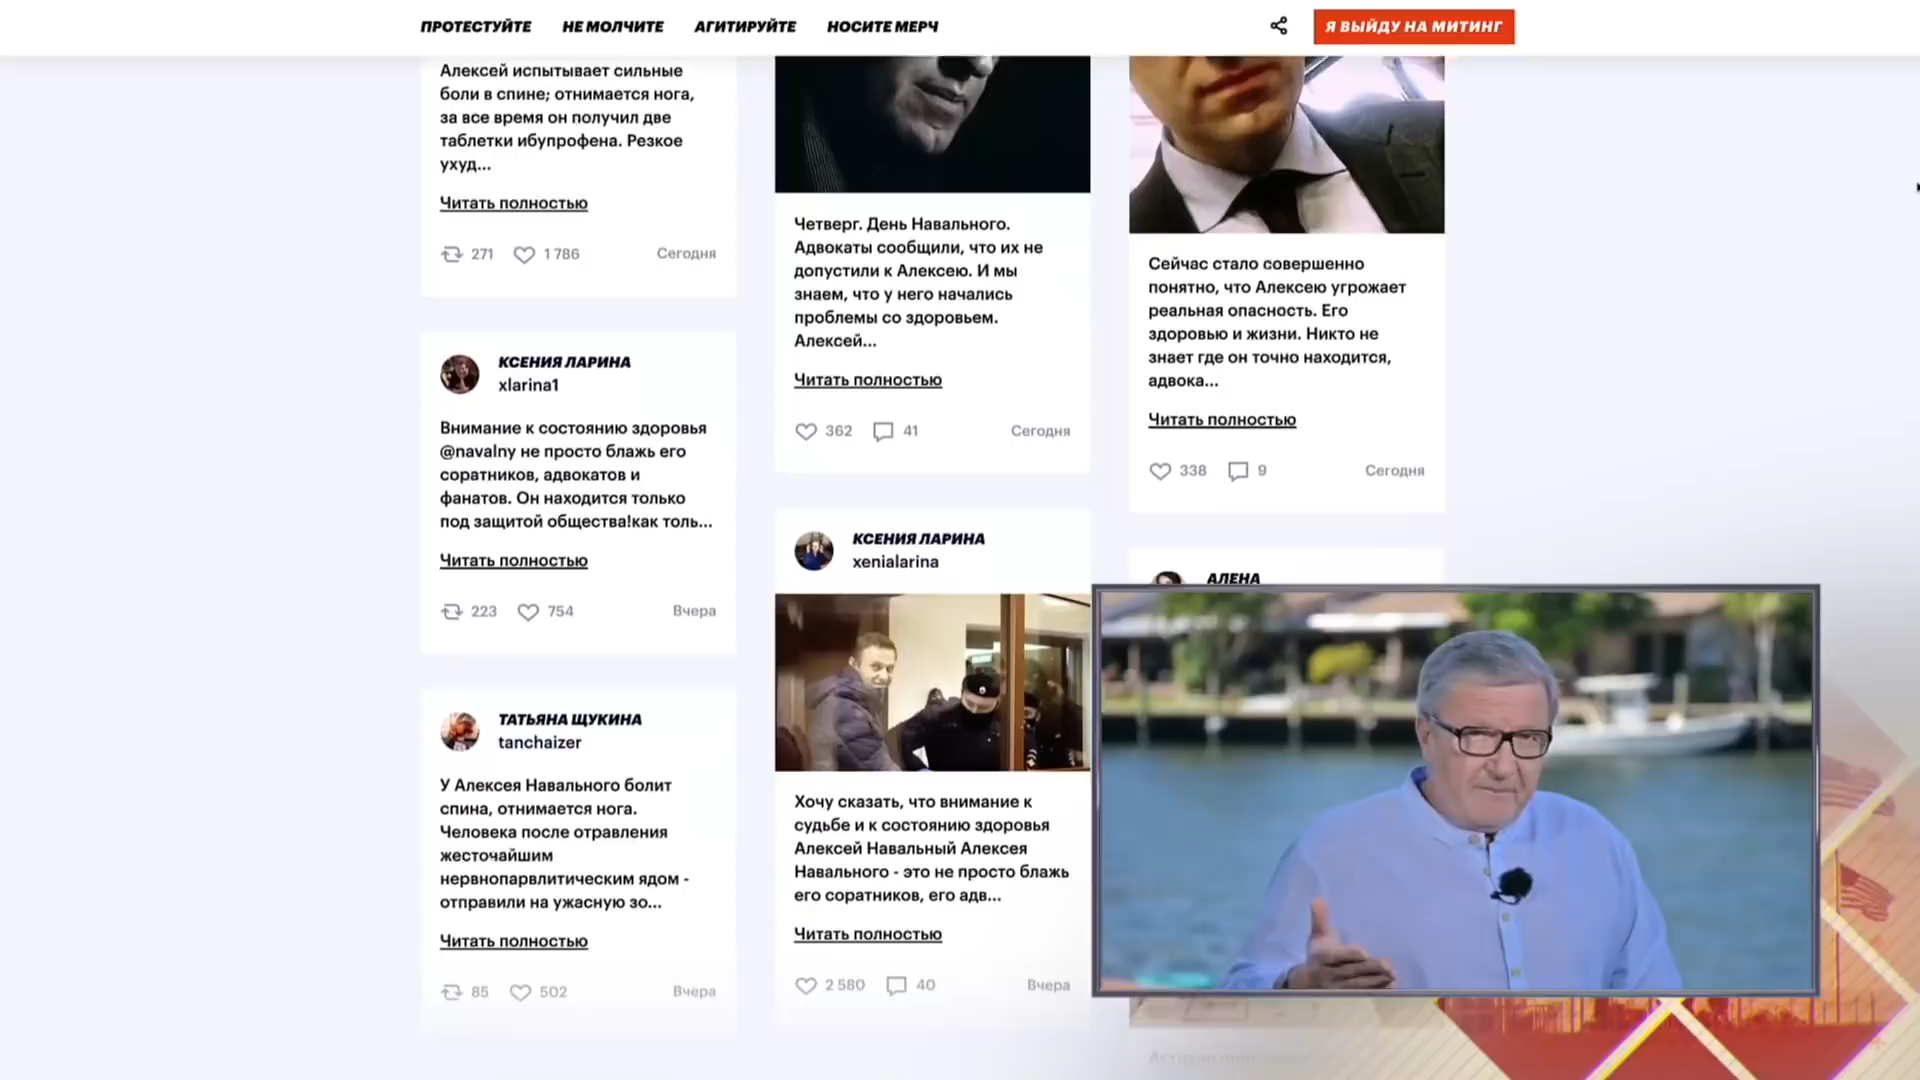 ПРОТЕСТУЙТЕ НЕ МОЛЧИТЕ АГИТИРУЙТЕ НОСИТЕ МЕРЧ Я ВЫЙДУ НА МИТИНГ
Алексей испытывает сильные
боли в спине; отнимается нога,
за все время он получил две
таблетки ибупрофена. Резкое
ухуд...
Читать полностью
271 1 786 Сегодня
КСЕНИЯ ЛАРИНА
xlarina1
Внимание к состоянию здоровья
@navalny не просто блажь его
соратников, адвокатов и
фанатов. Он находится только
под защитой общества!как толь...
Читать полностью
223 754 Вчера
ТАТЬЯНА ЩУКИНА
tanchaizer
У Алексея Навального болит
спина, отнимается нога.
Человека после отравления
жесточайшим
нервнопарвлитическим ядом -
отправили на ужасную зо...
Читать полностью
85 502 Вчера
Четверг. День Навального.
Адвокаты сообщили, что их не
допустили к Алексею. И мы
знаем, что у него начались
проблемы со здоровьем.
Алексей...
Читать полностью
362 41 Сегодня
КСЕНИЯ ЛАРИНА
xenialarina
Хочу сказать, что внимание к
судьбе и к состоянию здоровья
Алексей Навальный Алексея
Навального - это не просто блажь
его соратников, его адв...
Читать полностью
2 580 40 Вчера
Сейчас стало совершенно
понятно, что Алексею угрожает
реальная опасность. Его
здоровью и жизни. Никто не
знает где он точно находится,
адвока...
Читать полностью
338 9 Сегодня
АЛЕНА